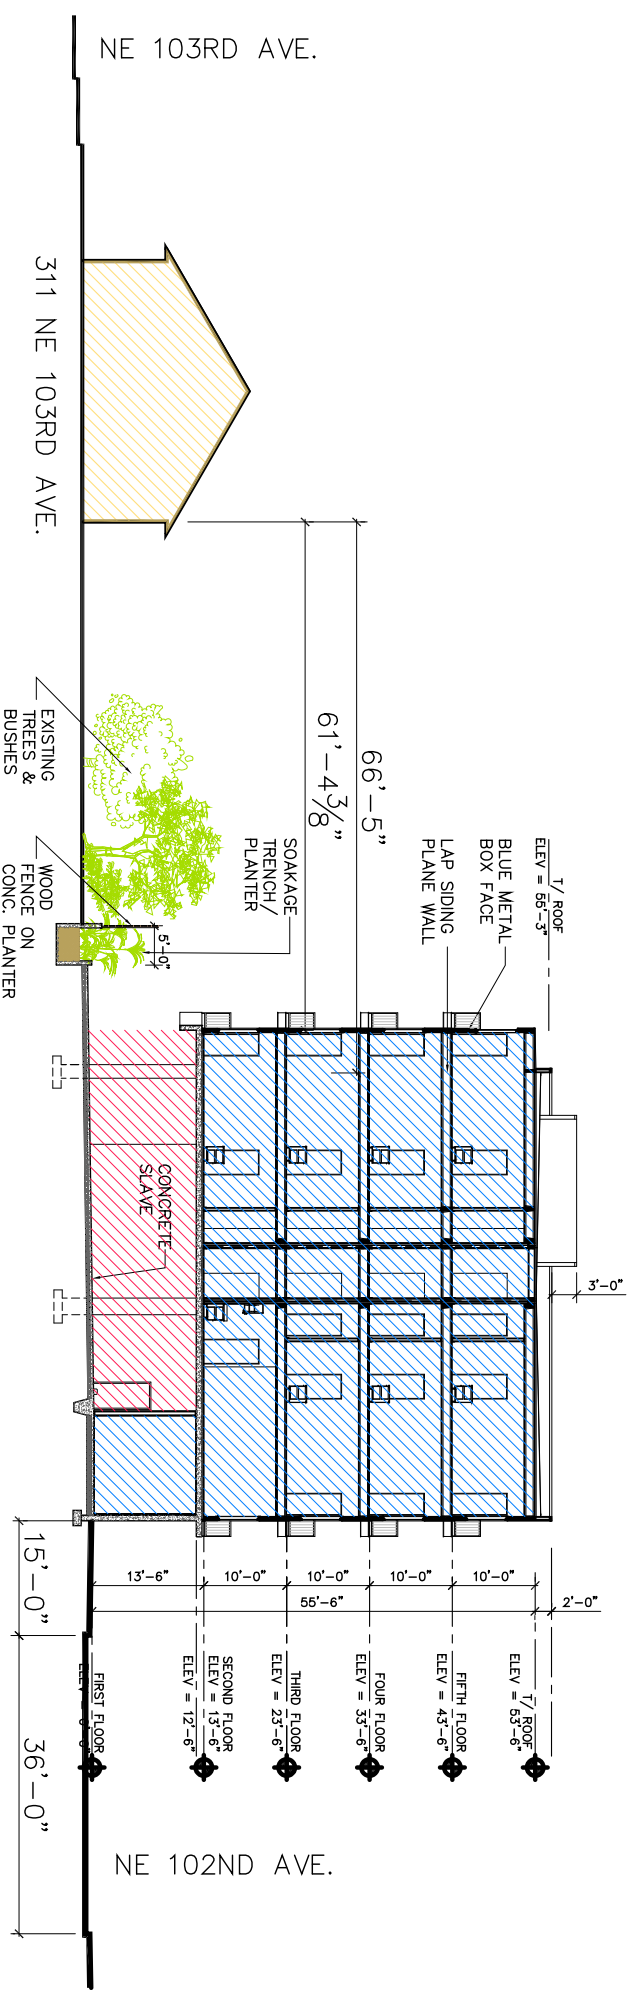 NE 103RD AVE.
311 NE 103RD AVE.
66'-5"
61'-4 3/8"
EXISTING
TREES &
BUSHES
WOOD
FENCE ON
CONC. PLANTER
SOAKAGE
TRENCH/
PLANTER
5'-0"
T/ ROOF
ELEV = 55'-3"
BLUE METAL
BOX FACE
LAP SIDING
PLANE WALL
CONCRETE
SLAVE
3'-0"
2'-0"
10'-0"
10'-0"
10'-0"
10'-0"
13'-6"
55'-6"
15'-0"
36'-0"
T/ ROOF
ELEV = 53'-6"
FIFTH FLOOR
ELEV = 43'-6"
FOUR FLOOR
ELEV = 33'-6"
THIRD FLOOR
ELEV = 23'-6"
SECOND FLOOR
ELEV = 13'-6"
ELEV = 12'-6"
FIRST FLOOR
NE 102ND AVE.